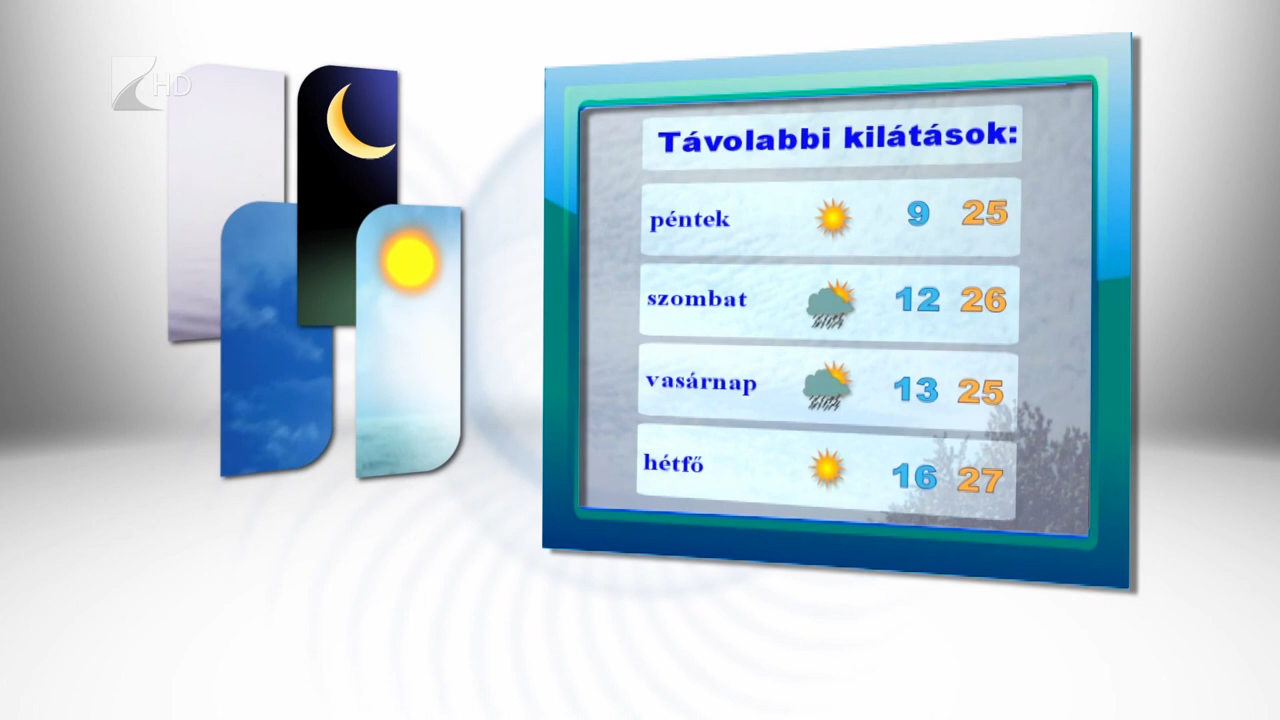 HD
Távolabbi kilátások:
péntek 9 25
szombat 12 26
vasárnap 13 25
hétfő 16 27